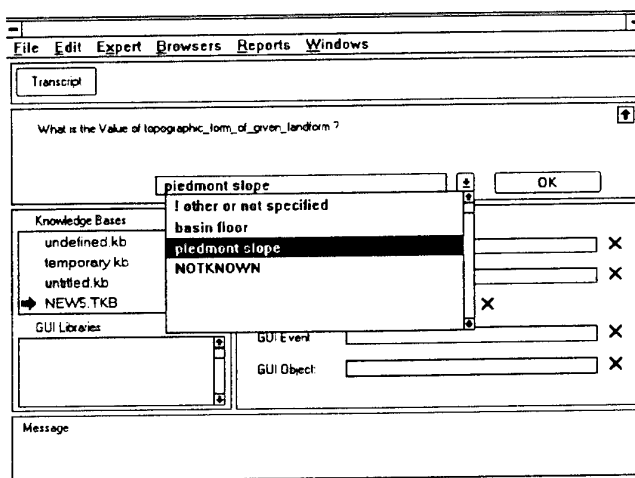 File Edit Expert Browsers Reports Windows
Transcript
What is the Value of topographic_form_of_given_landform ?
piedmont slope
OK
! other or not specified
basin floor
piedmont slope
NOTKNOWN
Knowledge Bases
undefined.kb
temporary.kb
untitled.kb
NEWS.TKB
GUI Libraries
GUI Event
GUI Object:
Message